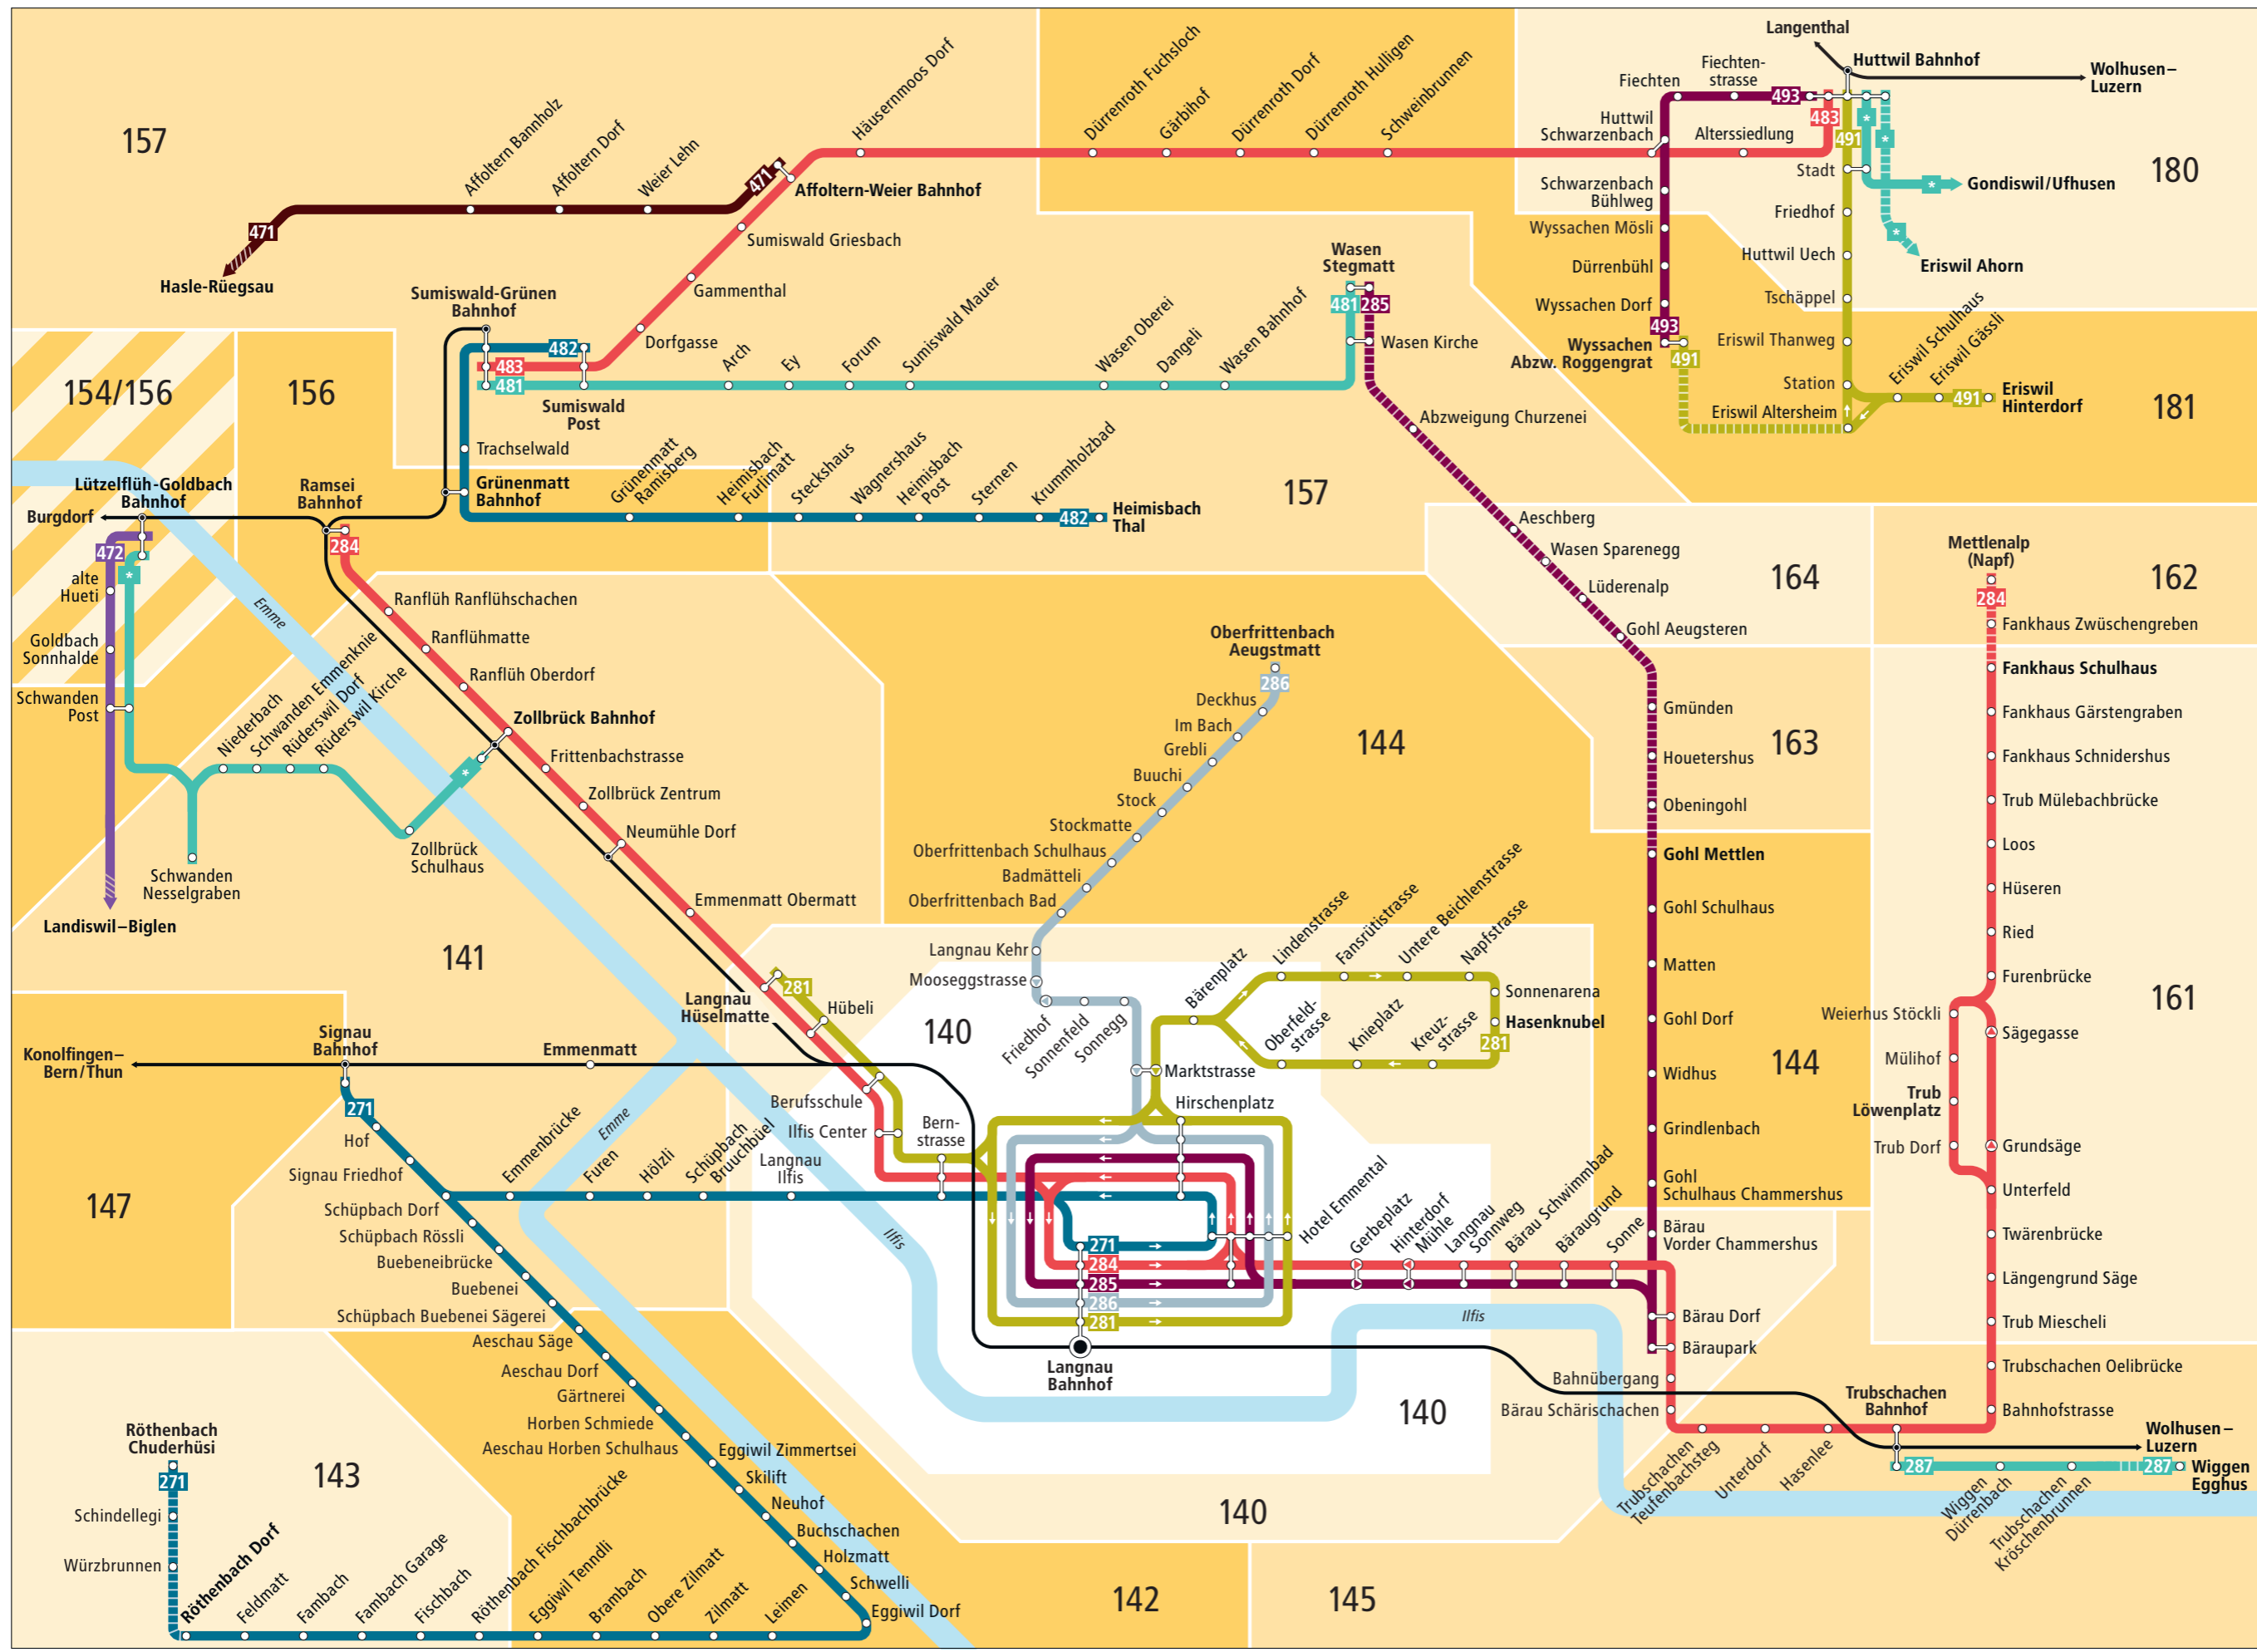 Langenthal
Huttwil Bahnhof
Wolhusen–
Luzern
Fiechten-
strasse
Fiechten
493
483
491
Huttwil
Schwarzenbach
Alterssiedlung
Stadt
180
Gondiswil/Ufhusen
Schwarzenbach
Bühlweg
Friedhof
Wyssachen Mösli
Huttwil Uech
Eriswil Ahorn
Dürrenbühl
Tschäppel
Wyssachen Dorf
493
Wyssachen
Abzw. Roggengrat
491
Eriswil Thanweg
Station
Eriswil Schulhaus
Eriswil Gässli
491
Eriswil
Hinterdorf
Eriswil Altersheim
181
157
Affoltern Bannholz
Affoltern Dorf
Weier Lehn
471
471
Hasle-Rüegsau
Häusernmoos Dorf
Dürrenroth Fuchsloch
Gärbihof
Dürrenroth Dorf
Dürrenroth Hulligen
Schweinbrunnen
Affoltern-Weier Bahnhof
Sumiswald Griesbach
Gammenthal
Dorfgasse
Sumiswald-Grünen
Bahnhof
482
483
481
Sumiswald
Post
Arch
Ey
Forum
Sumiswald Mauer
Wasen Oberei
Dangeli
Wasen Bahnhof
Wasen
Stegmatt
481
285
Wasen Kirche
Abzweigung Churzenei
154/156
156
Trachselwald
Grünenmatt
Bahnhof
Grünenmatt
Ramisberg
Heimisbach
Furlimatt
Steckshaus
Wagnershaus
Heimisbach
Post
Sternen
Krummholzbad
482
Heimisbach
Thal
157
Lützelflüh-Goldbach
Bahnhof
Burgdorf
Ramsei
Bahnhof
284
472
alte
Hueti
Goldbach
Sonnhalde
Schwanden
Post
Emme
Niederbach
Schwanden Emmenknie
Rüderswil Dorf
Rüderswil Kirche
Schwanden
Nesselgraben
Landiswil–Biglen
Zollbrück
Schulhaus
Ranflüh Ranflühschachen
Ranflühmatte
Ranflüh Oberdorf
Zollbrück Bahnhof
Frittenbachstrasse
Zollbrück Zentrum
Neumühle Dorf
Emmenmatt Obermatt
141
Aeschberg
Wasen Sparenegg
Lüderenalp
Gohl Aeugsteren
164
Gmünden
Houetershus
Obeningohl
163
Gohl Mettlen
Gohl Schulhaus
Matten
Gohl Dorf
Widhus
Grindlenbach
Gohl
Schulhaus Chammershus
Bärau
Vorder Chammershus
144
Mettlenalp
(Napf)
284
162
Fankhaus Zwüschengreben
Fankhaus Schulhaus
Fankhaus Gärstengraben
Fankhaus Schnidershus
Trub Mülebachbrücke
Loos
Hüseren
Ried
Furenbrücke
161
Weierhus Stöckli
Sägegasse
Mülihof
Trub
Löwenplatz
Trub Dorf
Grundsäge
Unterfeld
Twärenbrücke
Längengrund Säge
Trub Miescheli
Trubschachen Oelibrücke
Bahnhofstrasse
Oberfrittenbach
Aeugstmatt
286
Deckhus
Im Bach
Grebli
Buuchi
Stock
Stockmatte
Oberfrittenbach Schulhaus
Badmätteli
Oberfrittenbach Bad
144
Langnau Kehr
Mooseggstrasse
140
Friedhof
Sonnenfeld
Sonnegg
Bärenplatz
Lindenstrasse
Fansrütistrasse
Untere Beichlenstrasse
Napfstrasse
Sonnenarena
Hasenknubel
281
Oberfeld-
strasse
Knieplatz
Kreuz-
strasse
Marktstrasse
Hirschenplatz
281
Langnau
Hüselmatte
Hübeli
Berufsschule
Ilfis Center
Bern-
strasse
Langnau
Ilfis
Signau
Bahnhof
Konolfingen–
Bern/Thun
Emmenmatt
271
Hof
Signau Friedhof
147
Emmenbrücke
Furen
Hölzli
Schüpbach
Bruuchbüel
Emme
Ilfis
Schüpbach Dorf
Schüpbach Rössli
Buebeneibrücke
Buebenei
Schüpbach Buebenei Sägerei
Aeschau Säge
Aeschau Dorf
Gärtnerei
Horben Schmiede
Aeschau Horben Schulhaus
Eggiwil Zimmertsei
Skilift
Neuhof
Buchschachen
Holzmatt
Schwelli
Eggiwil Dorf
271
284
285
286
281
Langnau
Bahnhof
Hotel Emmental
Gerbeplatz
Hinterdorf
Mühle
Langnau
Sonnweg
Bärau Schwimmbad
Bäraugrund
Sonne
Ilfis
Bärau Dorf
Bäraupark
Bahnübergang
Bärau Schärischachen
140
Trubschachen
Bahnhof
Trubschachen
Teufenbachsteg
Unterdorf
Hasenlee
Wolhusen–
Luzern
287
287
Wiggen
Egghus
Wiggen
Dürrenbach
Trubschachen
Kröschenbrunnen
140
142
145
Röthenbach
Chuderhüsi
271
143
Schindellegi
Würzbrunnen
Röthenbach Dorf
Feldmatt
Fambach
Fambach Garage
Fischbach
Röthenbach Fischbachbrücke
Eggiwil Tenndli
Brambach
Obere Zilmatt
Zilmatt
Leimen